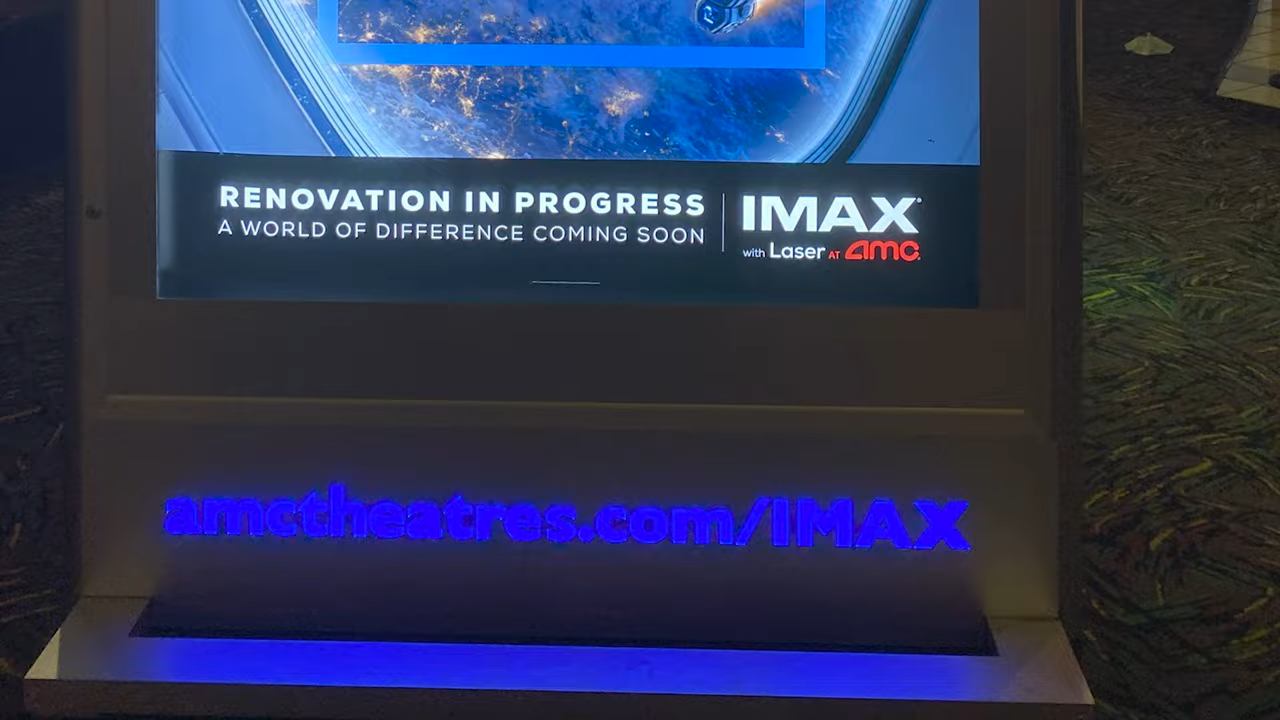 RENOVATION IN PROGRESS
A WORLD OF DIFFERENCE COMING SOON
IMAX®
with Laser AT amc
amctheatres.com/IMAX